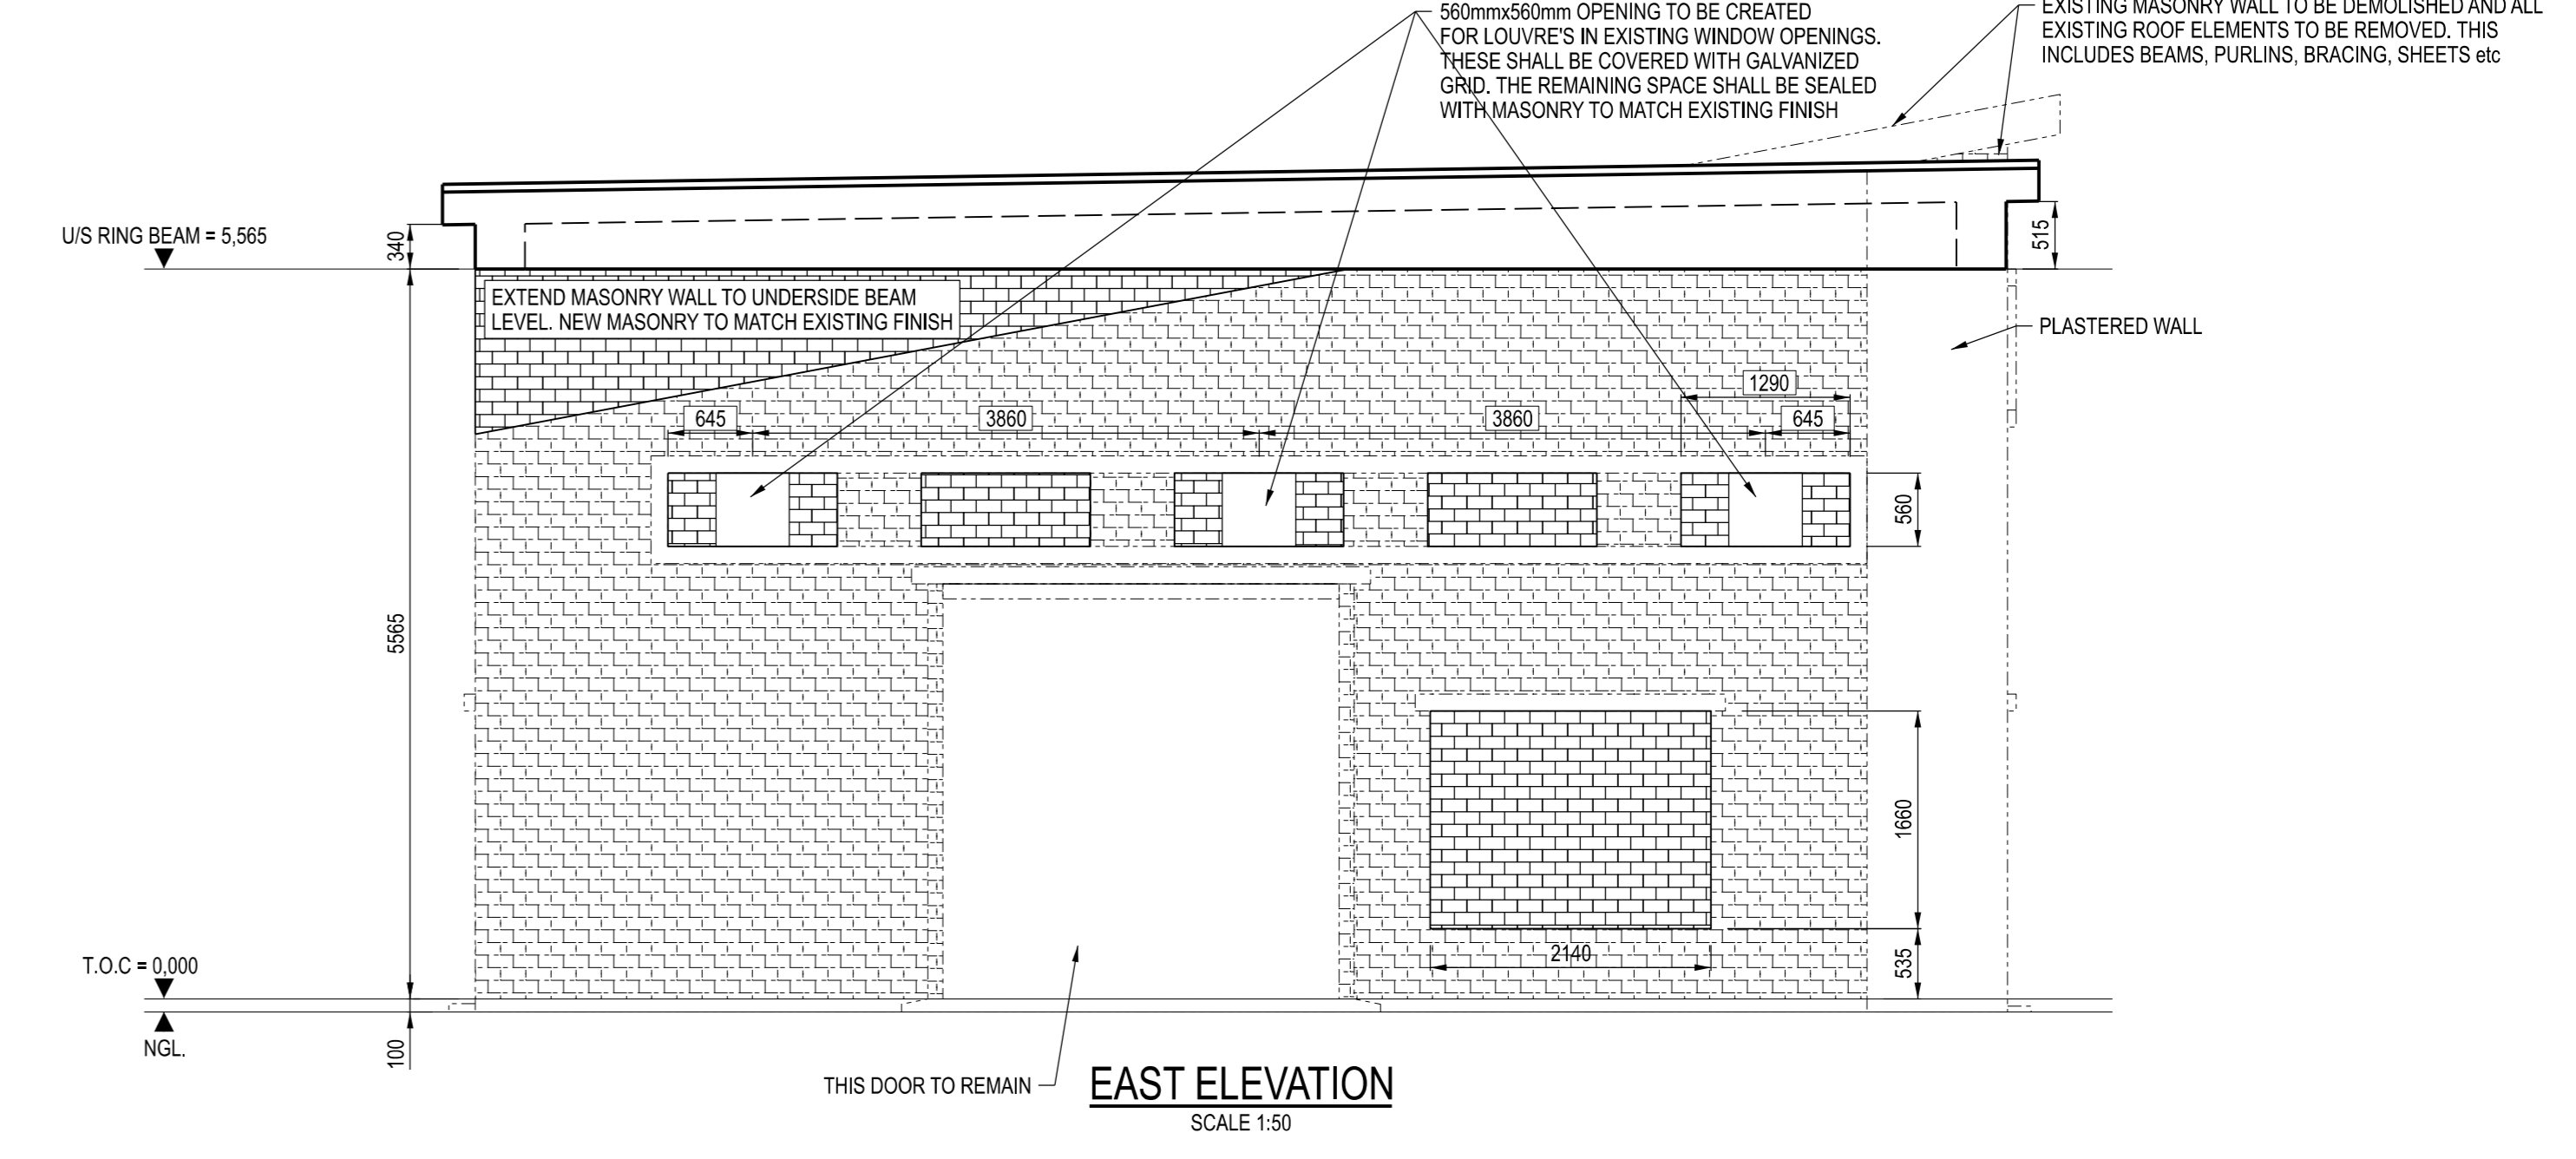 560mmx560mm OPENING TO BE CREATED
FOR LOUVRE'S IN EXISTING WINDOW OPENINGS.
THESE SHALL BE COVERED WITH GALVANIZED
GRID. THE REMAINING SPACE SHALL BE SEALED
WITH MASONRY TO MATCH EXISTING FINISH
EXISTING MASONRY WALL TO BE DEMOLISHED AND ALL
EXISTING ROOF ELEMENTS TO BE REMOVED. THIS
INCLUDES BEAMS, PURLINS, BRACING, SHEETS etc
U/S RING BEAM = 5,565
340
515
EXTEND MASONRY WALL TO UNDERSIDE BEAM
LEVEL. NEW MASONRY TO MATCH EXISTING FINISH
PLASTERED WALL
1290
645
3860
3860
645
560
5565
1660
2140
535
T.O.C = 0,000
NGL.
100
THIS DOOR TO REMAIN
EAST ELEVATION
SCALE 1:50